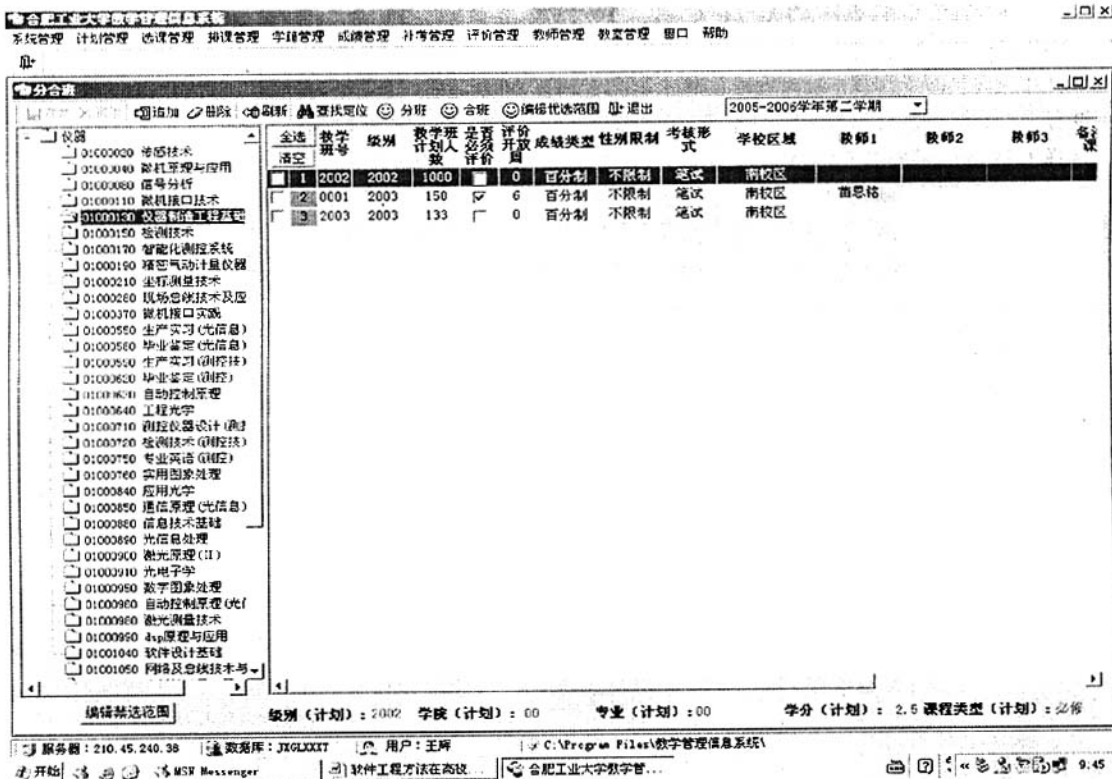 合肥工业大学教学管理信息系统
系统管理 计划管理 选课管理 排课管理 学籍管理 成绩管理 补考管理 评价管理 教师管理 教室管理 窗口 帮助
分合班
追加 删除 刷新 查找定位 分班 合班 编辑优选范围 退出 2005-2006学年第二学期
全选 清空 教学班号 级别 教学班计划人数 是否必须评价 评价开放周 成绩类型 性别限制 考核形式 学校区域 教师1 教师2 教师3
1 2002 2002 1000 0 百分制 不限制 笔试 南校区
2 0001 2003 150 6 百分制 不限制 笔试 南校区 苗恩铭
3 2003 2003 133 0 百分制 不限制 笔试 南校区
仪器
01000020 传感技术
01000040 微机原理与应用
01000080 信号分析
01000110 微机接口技术
01000130 仪器制造工程基础
01000150 检测技术
01000170 智能化测控系统
01000190 精密气动计量仪器
01000210 坐标测量技术
01000280 现场总线技术及应
01000370 微机接口实践
01000550 生产实习(光信息)
01000560 毕业鉴定(光信息)
01000590 生产实习(测控技)
01000620 毕业鉴定(测控)
01000630 自动控制原理
01000640 工程光学
01000710 测控仪器设计(测
01000720 检测技术(测控技)
01000750 专业英语(测控)
01000760 实用图象处理
01000840 应用光学
01000850 通信原理(光信息)
01000880 信息技术基础
01000890 光信息处理
01000900 激光原理(II)
01000910 光电子学
01000950 数字图象处理
01000960 自动控制原理(光
01000980 激光测量技术
01000990 dsp原理与应用
01001040 软件设计基础
01001050 网络及总线技术与
编辑禁选范围
级别(计划):2002 学院(计划):00 专业(计划):00 学分(计划): 2.5 课程类型(计划):必修
服务器:210.45.240.38 数据库:JXGLXXXT 用户:王辉 C:\Program Files\教学管理信息系统\
开始 MSN Messenger 软件工程方法在高校... 合肥工业大学教学管... 9:45